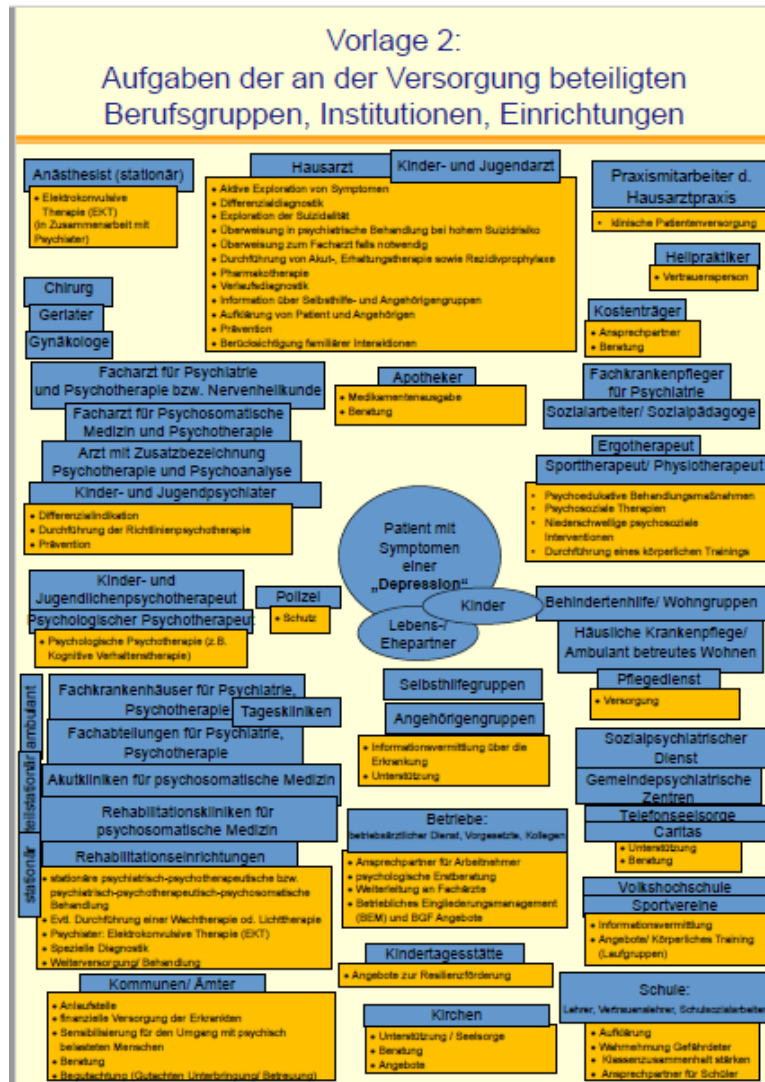 Vorlage 2:
Aufgaben der an der Versorgung beteiligten
Berufsgruppen, Institutionen, Einrichtungen
Anästhesist (stationär)
• Elektrokonvulsive
Therapie (EKT)
(in Zusammenarbeit mit
Psychiater)
Hausarzt
Kinder- und Jugendarzt
• Aktive Exploration von Symptomen
• Differenzialdiagnostik
• Exploration der Suizidalität
• Überweisung in psychiatrische Behandlung bei hohem Suizidrisiko
• Überweisung zum Facharzt falls notwendig
• Durchführung von Akut-, Erhaltungstherapie sowie Rezidivprophylaxe
• Pharmakotherapie
• Verlaufsdiagnostik
• Information über Selbsthilfe- und Angehörigengruppen
• Aufklärung von Patient und Angehörigen
• Prävention
• Berücksichtigung familiärer Interaktionen
Praxismitarbeiter d.
Hausarztpraxis
• klinische Patientenversorgung
Heilpraktiker
• Vertrauensperson
Chirurg
Geriater
Gynäkologe
Kostenträger
• Ansprechpartner
• Beratung
Facharzt für Psychiatrie
und Psychotherapie bzw. Nervenheilkunde
Facharzt für Psychosomatische
Medizin und Psychotherapie
Arzt mit Zusatzbezeichnung
Psychotherapie und Psychoanalyse
Kinder- und Jugendpsychiater
• Differenzialindikation
• Durchführung der Richtlinienpsychotherapie
• Prävention
Apotheker
• Medikamentenausgabe
• Beratung
Fachkrankenpfleger
für Psychiatrie
Sozialarbeiter/ Sozialpädagoge
Ergotherapeut
Sporttherapeut/ Physiotherapeut
• Psychoedukative Behandlungsmaßnahmen
• Psychosoziale Therapien
• Niederschwellige psychosoziale
Interventionen
• Durchführung eines körperlichen Trainings
Patient mit
Symptomen
einer
„Depression“
Kinder
Lebens-/
Ehepartner
Kinder- und
Jugendlichenpsychotherapeut
Psychologischer Psychotherapeut
• Psychologische Psychotherapie (z.B.
Kognitive Verhaltenstherapie)
Polizei
• Schutz
Behindertenhilfe/ Wohngruppen
Häusliche Krankenpflege/
Ambulant betreutes Wohnen
Pflegedienst
• Versorgung
ambulant
teilstationär
stationär
Fachkrankenhäuser für Psychiatrie,
Psychotherapie
Tageskliniken
Fachabteilungen für Psychiatrie,
Psychotherapie
Akutkliniken für psychosomatische Medizin
Rehabilitationskliniken für
psychosomatische Medizin
Rehabilitationseinrichtungen
• stationäre psychiatrisch-psychotherapeutische bzw.
psychiatrisch-psychotherapeutisch-psychosomatische
Behandlung
• Evtl. Durchführung einer Wachtherapie od. Lichttherapie
• Psychiater: Elektrokonvulsive Therapie (EKT)
• Spezielle Diagnostik
• Weiterversorgung/ Behandlung
Selbsthilfegruppen
Angehörigengruppen
• Informationsvermittlung über die
Erkrankung
• Unterstützung
Sozialpsychiatrischer
Dienst
Gemeindepsychiatrische
Zentren
Telefonseelsorge
Caritas
• Unterstützung
• Beratung
Betriebe:
betriebsärztlicher Dienst, Vorgesetzte, Kollegen
• Ansprechpartner für Arbeitnehmer
• psychologische Erstberatung
• Weiterleitung an Fachärzte
• Betriebliches Eingliederungsmanagement
(BEM) und BGF Angebote
Volkshochschule
Sportvereine
• Informationsvermittlung
• Angebote/ Körperliches Training
(Laufgruppen)
Kindertagesstätte
• Angebote zur Resilienzförderung
Kommunen/ Ämter
• Anlaufstelle
• finanzielle Versorgung der Erkrankten
• Sensibilisierung für den Umgang mit psychisch
belasteten Menschen
• Beratung
• Begutachtung (Gutachten Unterbringung/ Betreuung)
Kirchen
• Unterstützung / Seelsorge
• Beratung
• Angebote
Schule:
Lehrer, Vertrauenslehrer, Schulsozialarbeiter
• Aufklärung
• Wahrnehmung Gefährdeter
• Klassenzusammenhalt stärken
• Ansprechpartner für Schüler